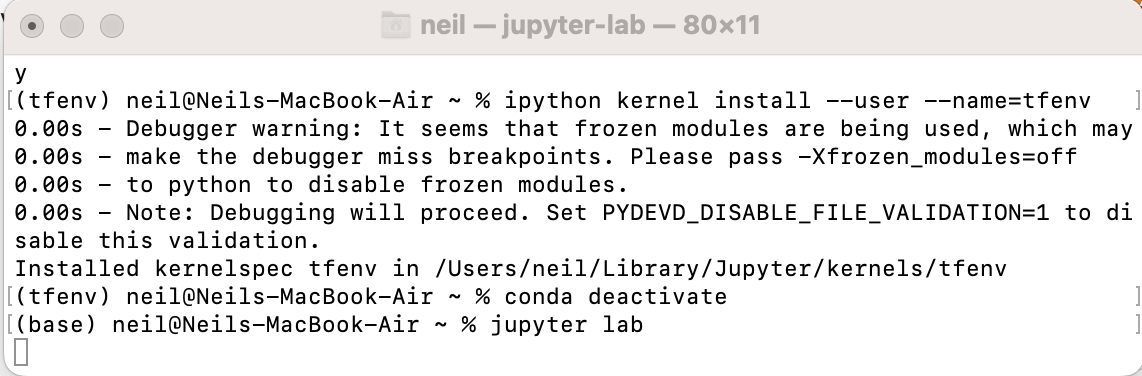 neil — jupyter-lab — 80×11
y
[(tfenv) neil@Neils-MacBook-Air ~ % ipython kernel install --user --name=tfenv ]
0.00s - Debugger warning: It seems that frozen modules are being used, which may
0.00s - make the debugger miss breakpoints. Please pass -Xfrozen_modules=off
0.00s - to python to disable frozen modules.
0.00s - Note: Debugging will proceed. Set PYDEVD_DISABLE_FILE_VALIDATION=1 to di
sable this validation.
Installed kernelspec tfenv in /Users/neil/Library/Jupyter/kernels/tfenv
[(tfenv) neil@Neils-MacBook-Air ~ % conda deactivate ]
[(base) neil@Neils-MacBook-Air ~ % jupyter lab ]